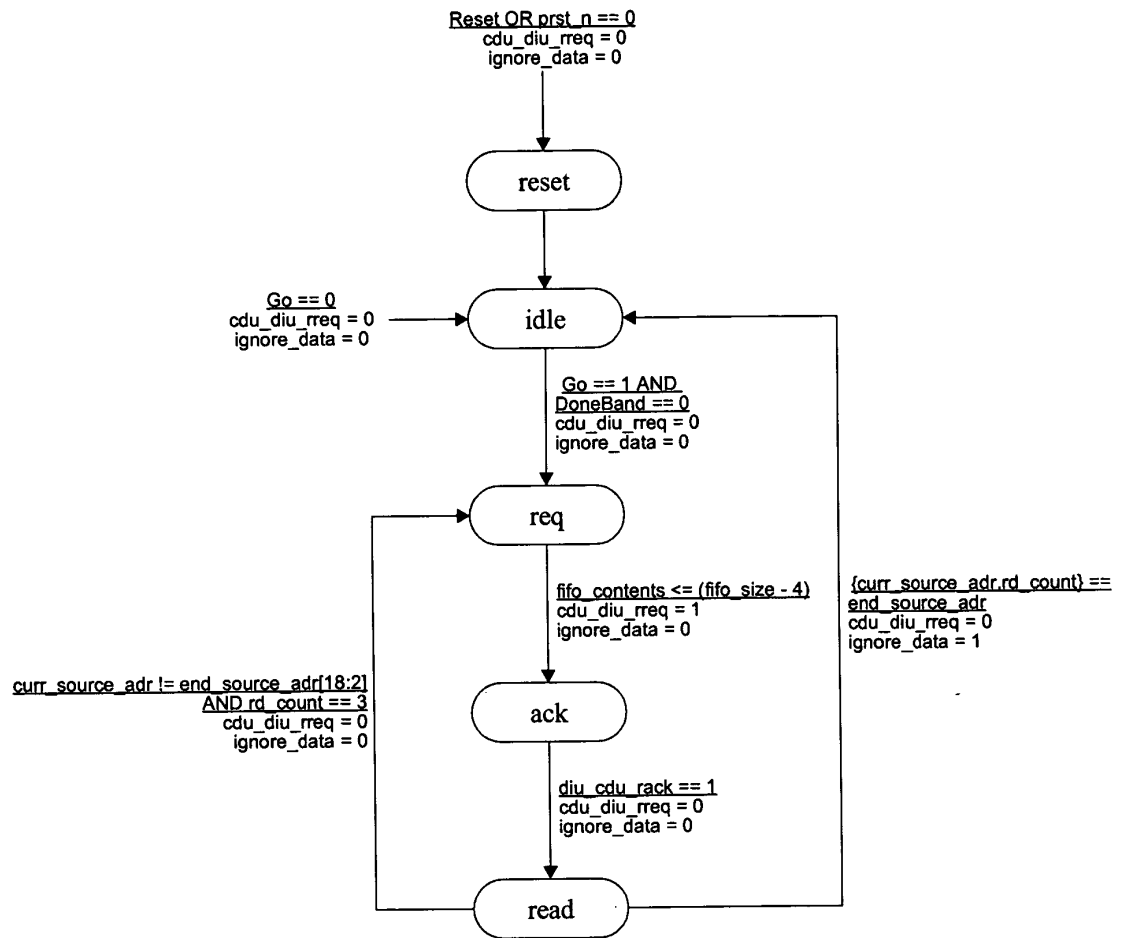 Reset OR prst_n == 0
cdu_diu_rreq = 0
ignore_data = 0
reset
Go == 0
cdu_diu_rreq = 0
ignore_data = 0
idle
Go == 1 AND
DoneBand == 0
cdu_diu_rreq = 0
ignore_data = 0
req
fifo_contents <= (fifo_size - 4)
cdu_diu_rreq = 1
ignore_data = 0
{curr_source_adr.rd_count} ==
end_source_adr
cdu_diu_rreq = 0
ignore_data = 1
curr_source_adr != end_source_adr[18:2]
AND rd_count == 3
cdu_diu_rreq = 0
ignore_data = 0
ack
diu_cdu_rack == 1
cdu_diu_rreq = 0
ignore_data = 0
read